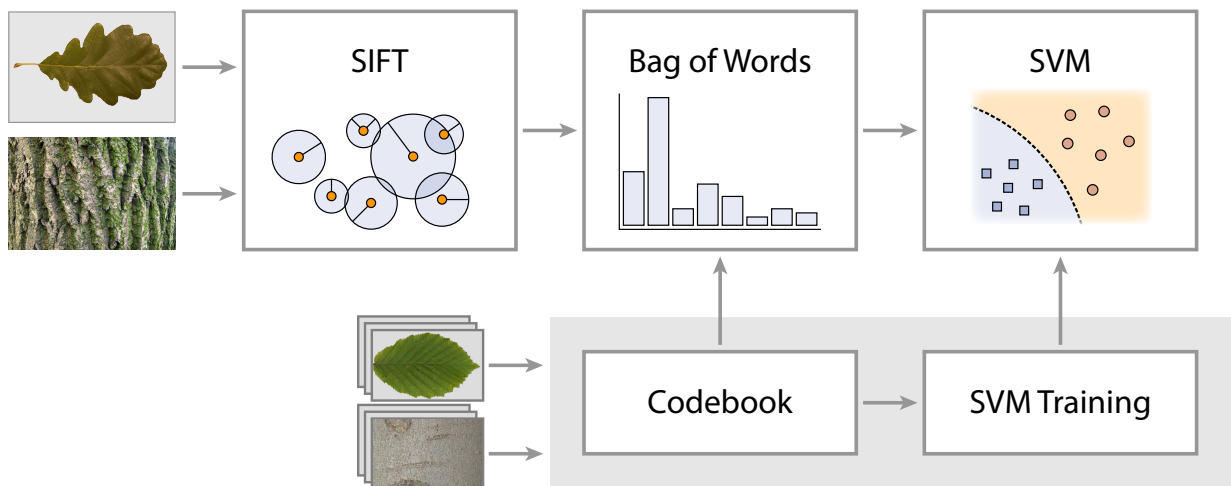 SIFT
Bag of Words
SVM
Codebook
SVM Training